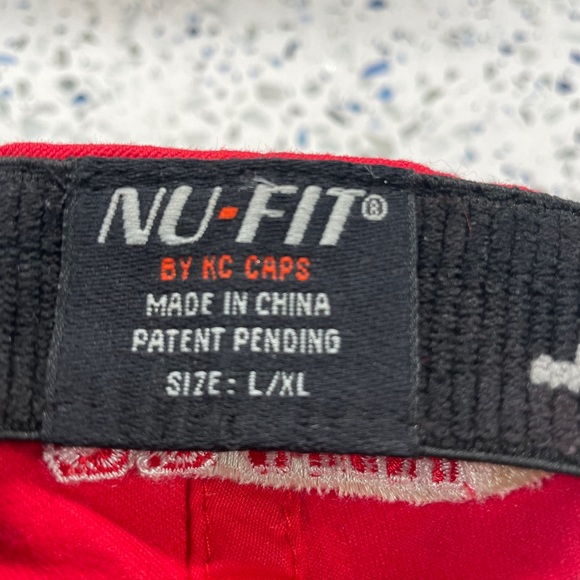 NU-FIT®
BY KC CAPS
MADE IN CHINA
PATENT PENDING
SIZE: L/XL